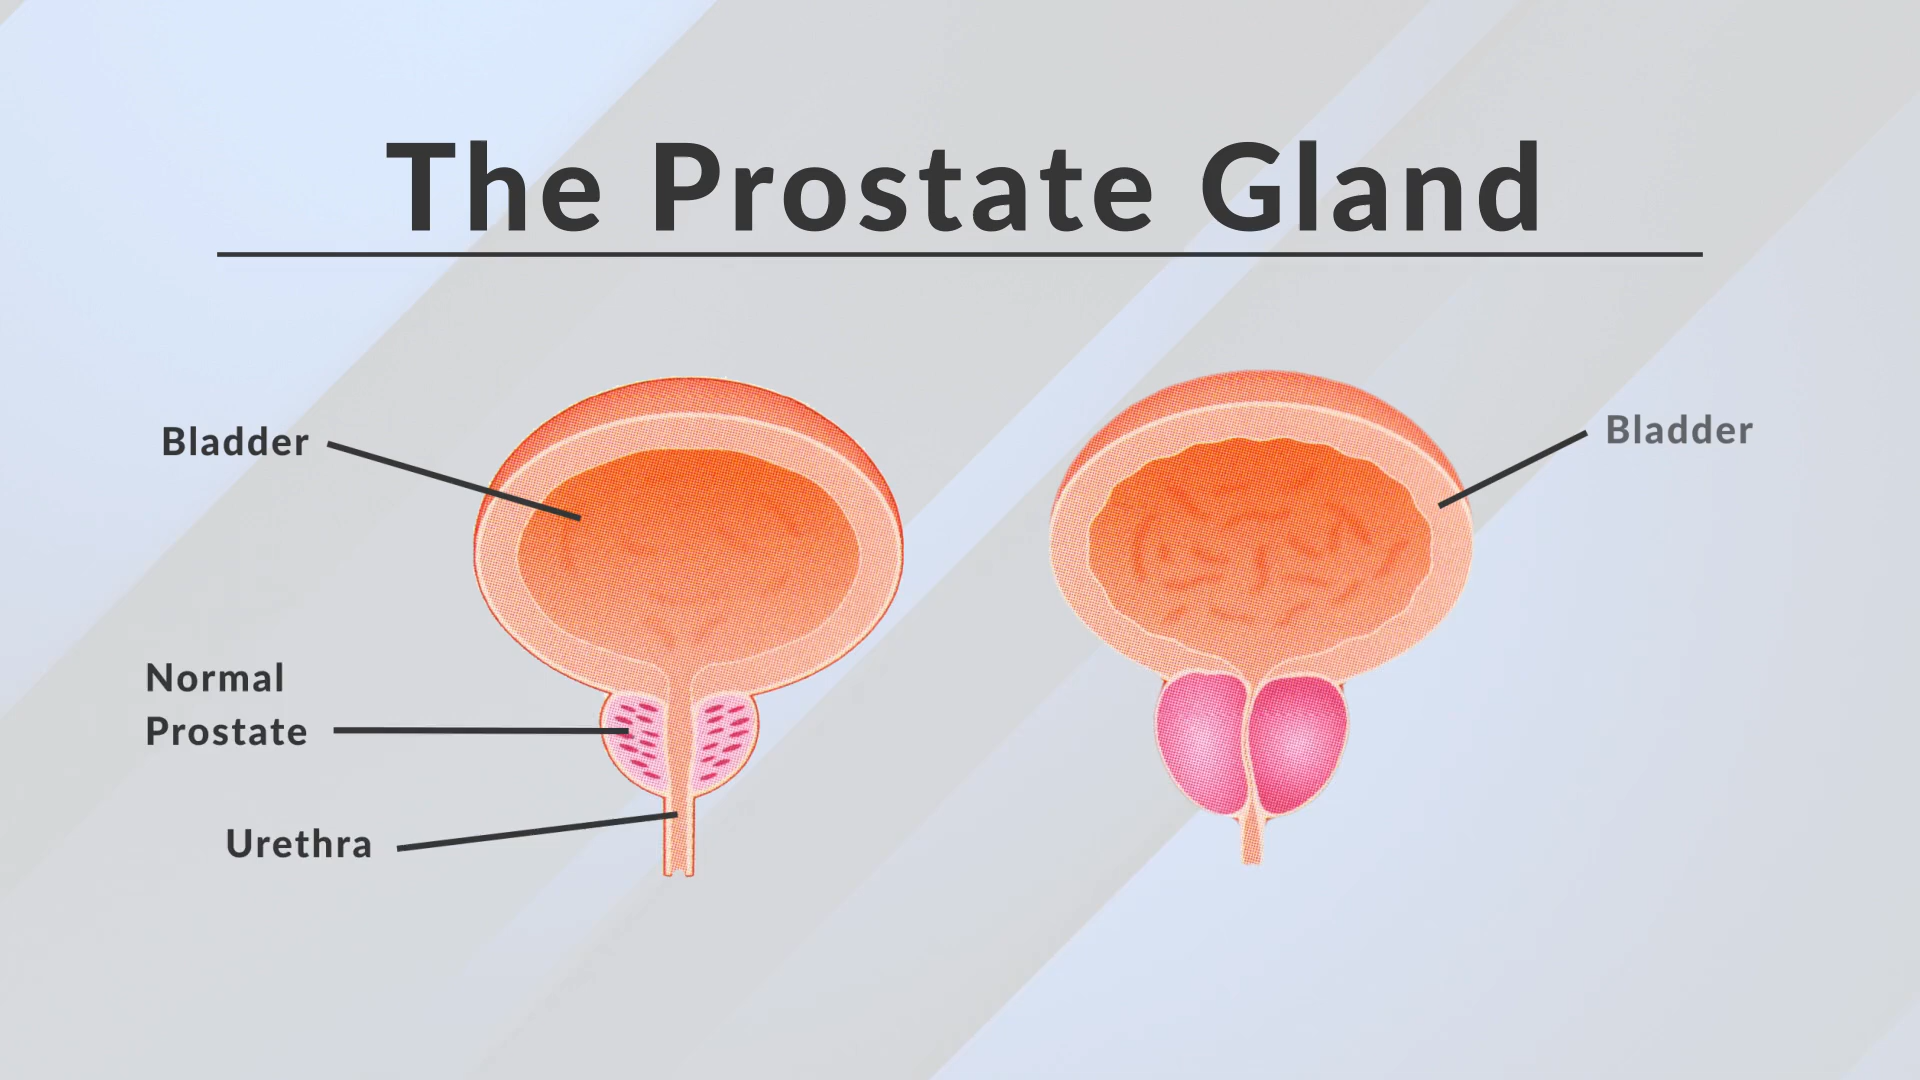 The Prostate Gland
Bladder
Bladder
Normal
Prostate
Urethra